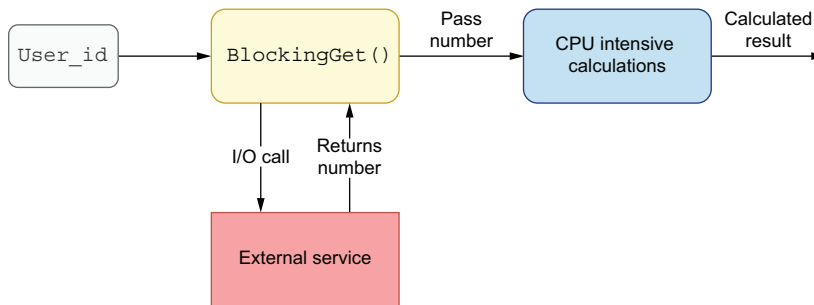 User_id
BlockingGet()
Pass
number
CPU intensive
calculations
Calculated
result
I/O call
Returns
number
External service